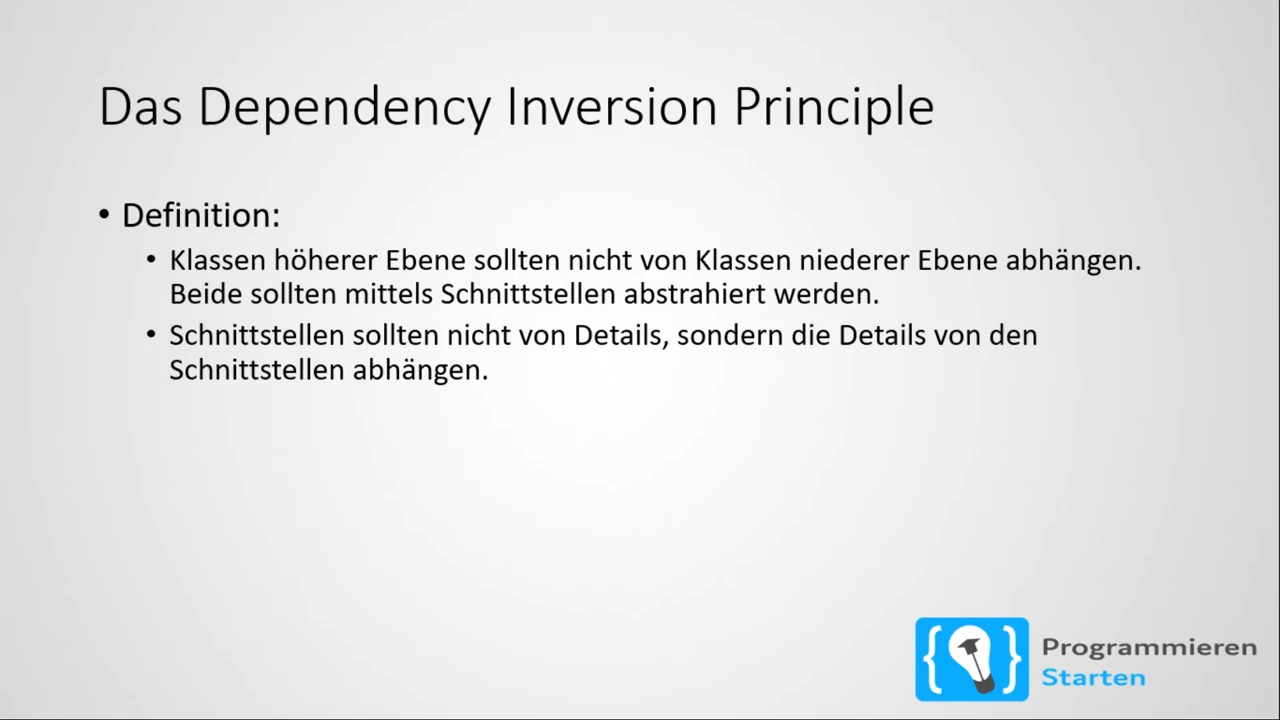 Das Dependency Inversion Principle
• Definition:
• Klassen höherer Ebene sollten nicht von Klassen niederer Ebene abhängen.
Beide sollten mittels Schnittstellen abstrahiert werden.
• Schnittstellen sollten nicht von Details, sondern die Details von den
Schnittstellen abhängen.
{ }
Programmieren
Starten